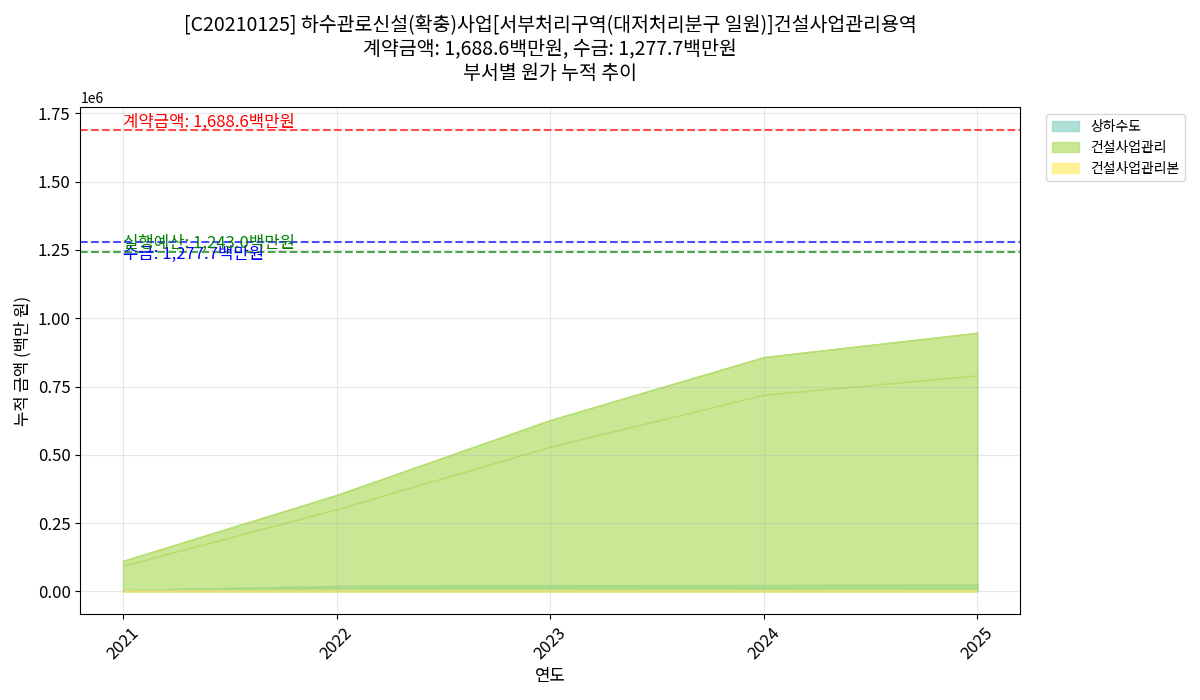 [C20210125] 하수관로신설(확충)사업[서부처리구역(대저처리분구 일원)]건설사업관리용역
계약금액: 1,688.6백만원, 수금: 1,277.7백만원
부서별 원가 누적 추이
1e6
1.75
1.50
1.25
1.00
0.75
0.50
0.25
0.00
누적 금액 (백만 원)
계약금액: 1,688.6백만원
실행예산: 1,243.0백만원
수금: 1,277.7백만원
2021
2022
2023
2024
2025
연도
상하수도
건설사업관리
건설사업관리본